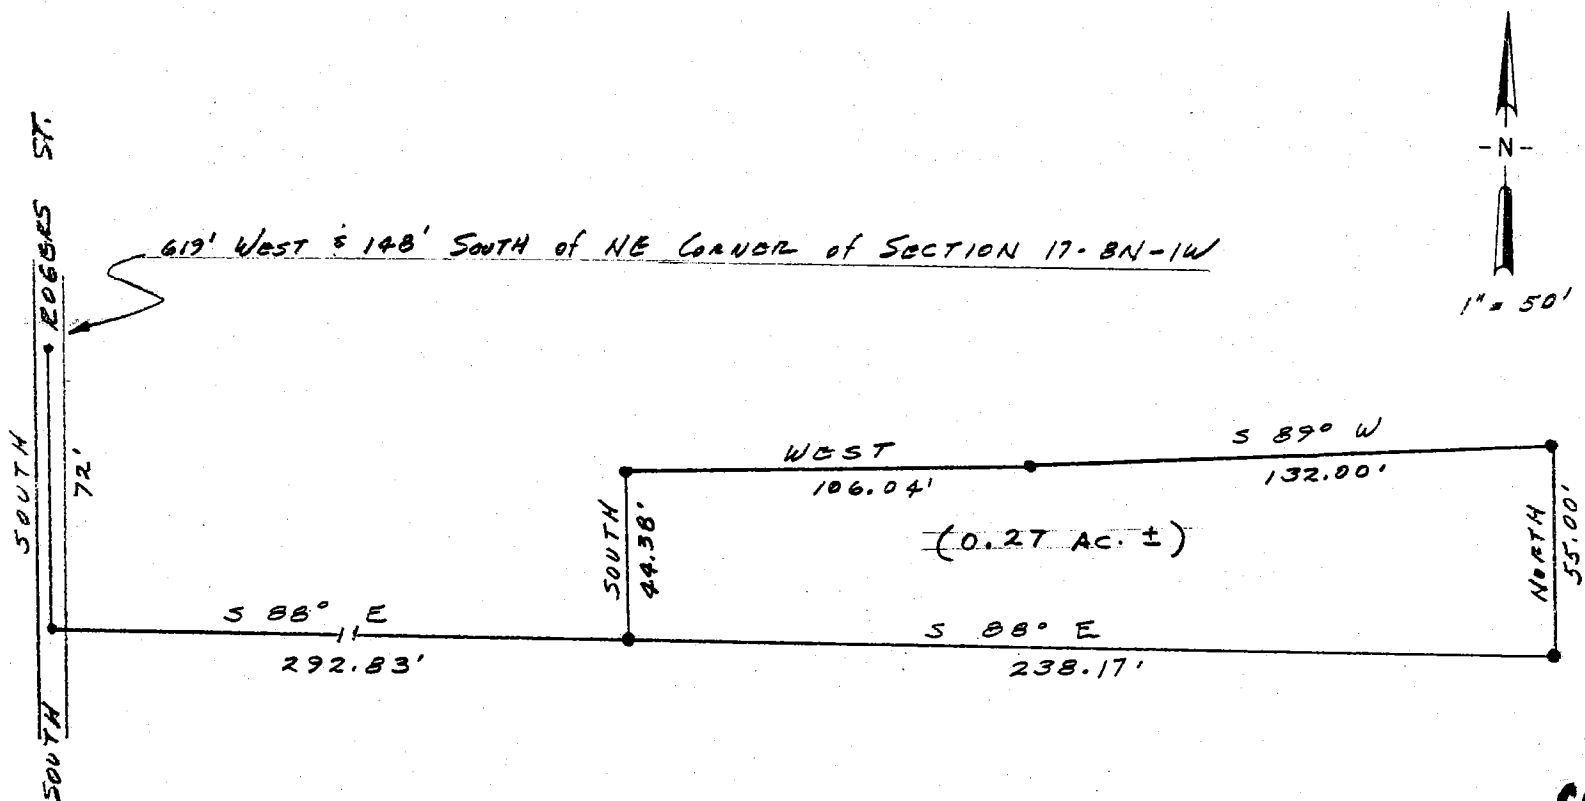 SOUTH ROGERS ST.
619' WEST & 148' SOUTH of NE CORNER of SECTION 17-8N-1W
-N-
1" = 50'
SOUTH
72'
S 88° E
292.83'
SOUTH
44.38'
WEST
106.04'
S 89° W
132.00'
(0.27 AC. ±)
NORTH
55.00'
S 88° E
238.17'